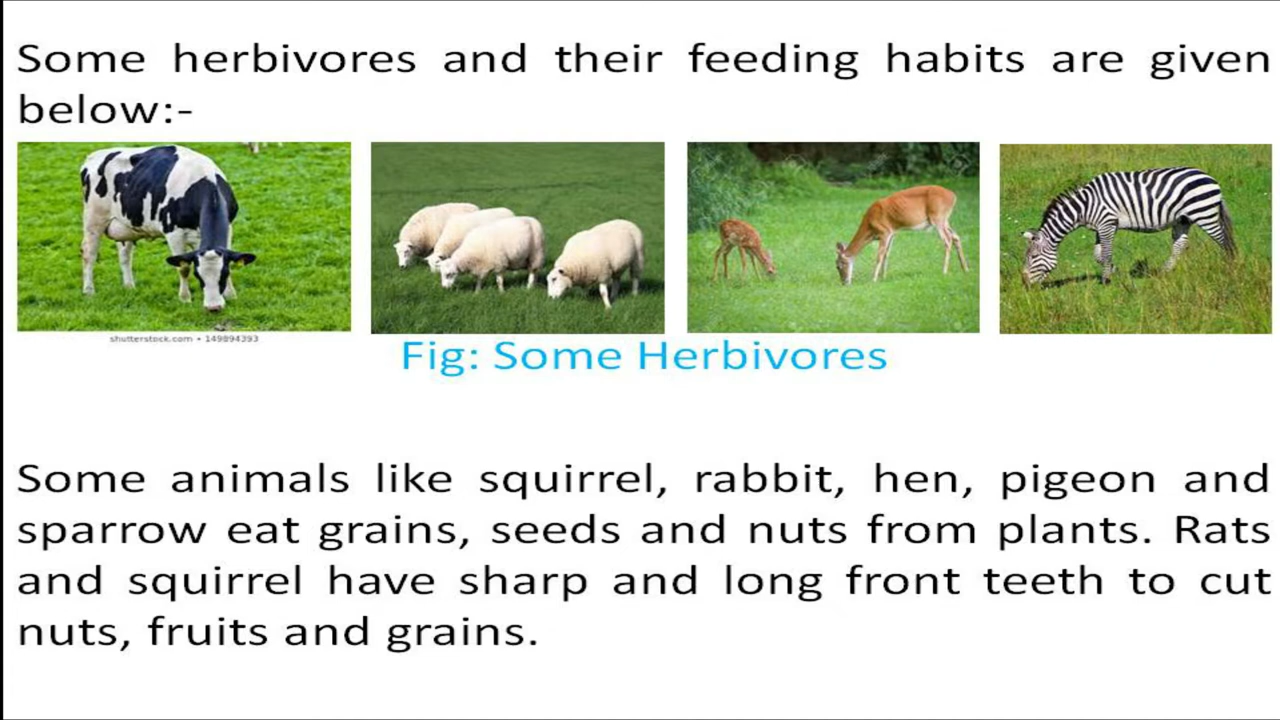 Some herbivores and their feeding habits are given
below:-
shutterstock.com • 149894393
Fig: Some Herbivores
Some animals like squirrel, rabbit, hen, pigeon and
sparrow eat grains, seeds and nuts from plants. Rats
and squirrel have sharp and long front teeth to cut
nuts, fruits and grains.